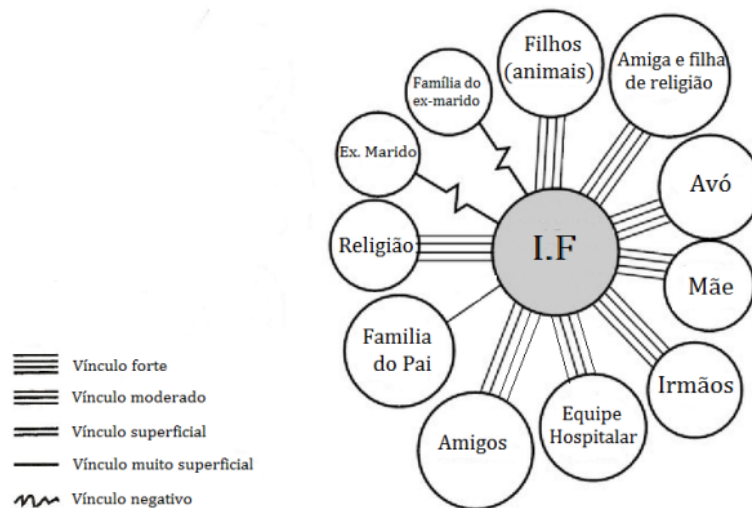 Filhos
(animais)
Amiga e filha
de religião
Família do
ex-marido
Ex. Marido
Avó
Religião
I.F
Mãe
Familia
do Pai
Irmãos
Equipe
Hospitalar
Amigos
Vínculo forte
Vínculo moderado
Vínculo superficial
Vínculo muito superficial
Vínculo negativo